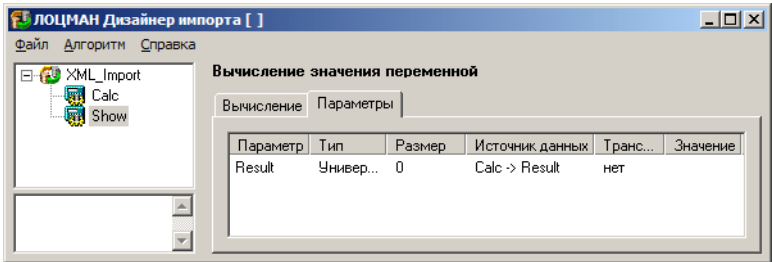 ЛОЦМАН Дизайнер импорта [ ]
Файл Алгоритм Справка
XML_Import
Calc
Show
Вычисление значения переменной
Вычисление Параметры
Параметр Тип Размер Источник данных Транс... Значение
Result Универ... 0 Calc -> Result нет